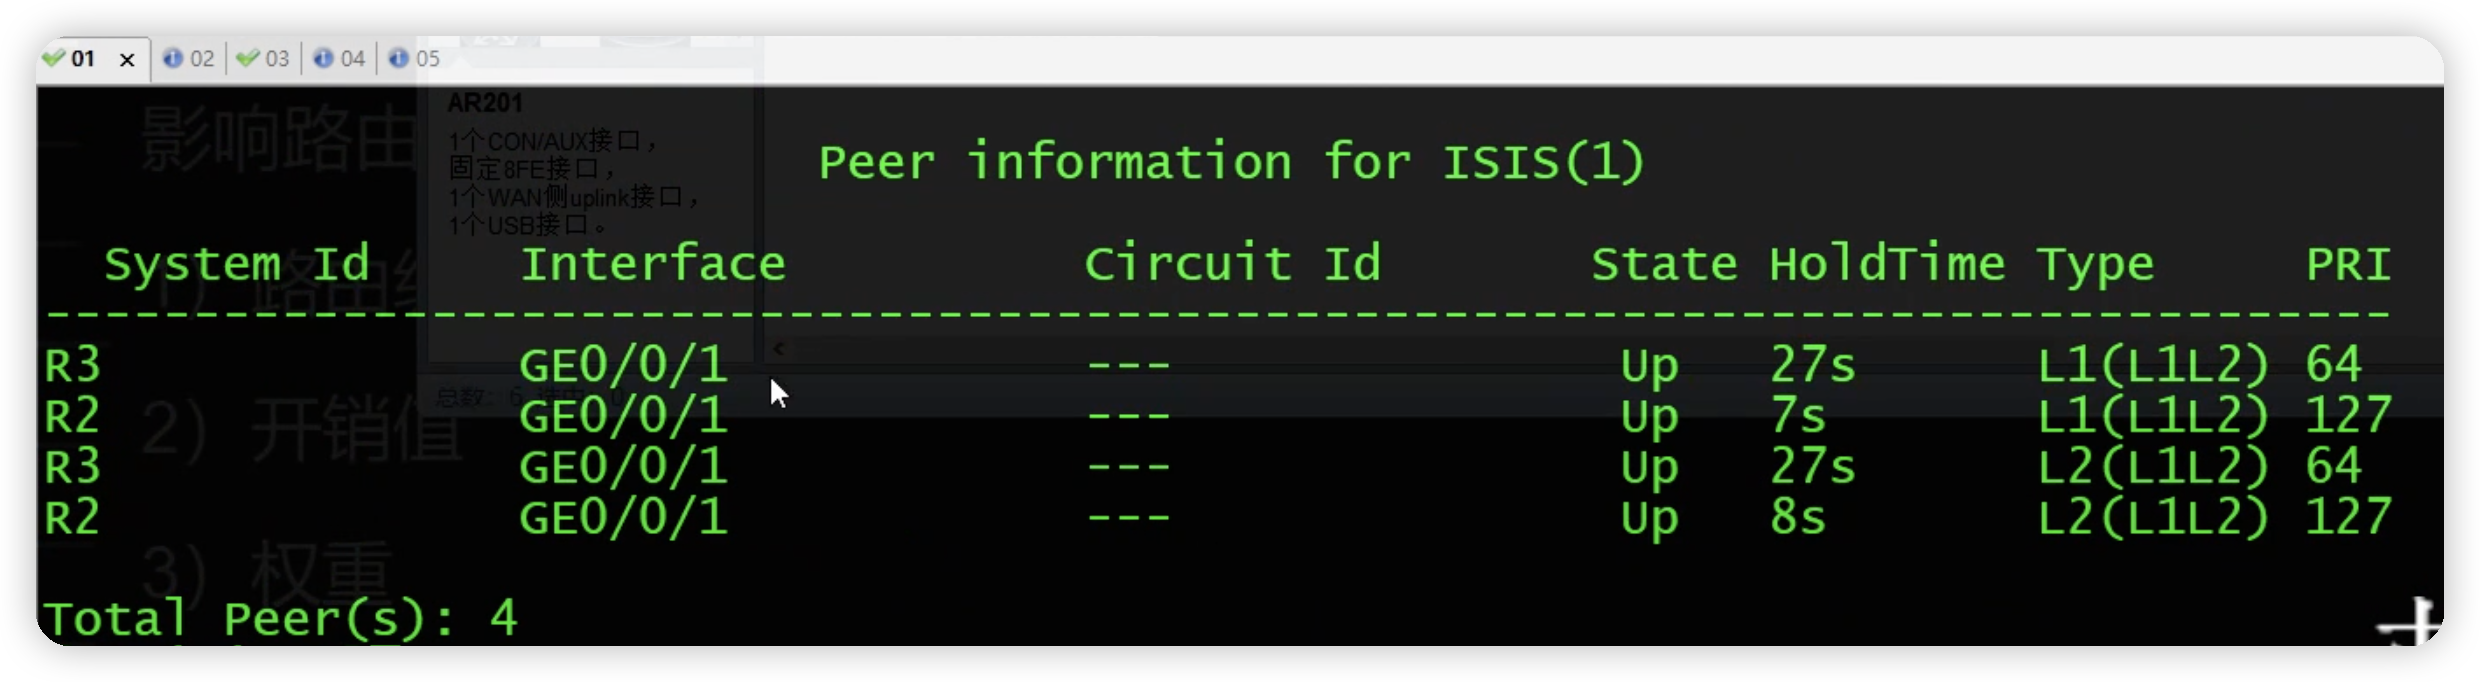 01 × 02 03 04 05
AR201
1个CON/AUX接口，
固定8FE接口，
1个WAN侧uplink接口，
1个USB接口。
影响路由
1）路由
2）开销值
3）权重
总数：6
Peer information for ISIS(1)
System Id Interface Circuit Id State HoldTime Type PRI
--------------------------------------------------------------------------------
R3 GE0/0/1 --- Up 27s L1(L1L2) 64
R2 GE0/0/1 --- Up 7s L1(L1L2) 127
R3 GE0/0/1 --- Up 27s L2(L1L2) 64
R2 GE0/0/1 --- Up 8s L2(L1L2) 127
Total Peer(s): 4